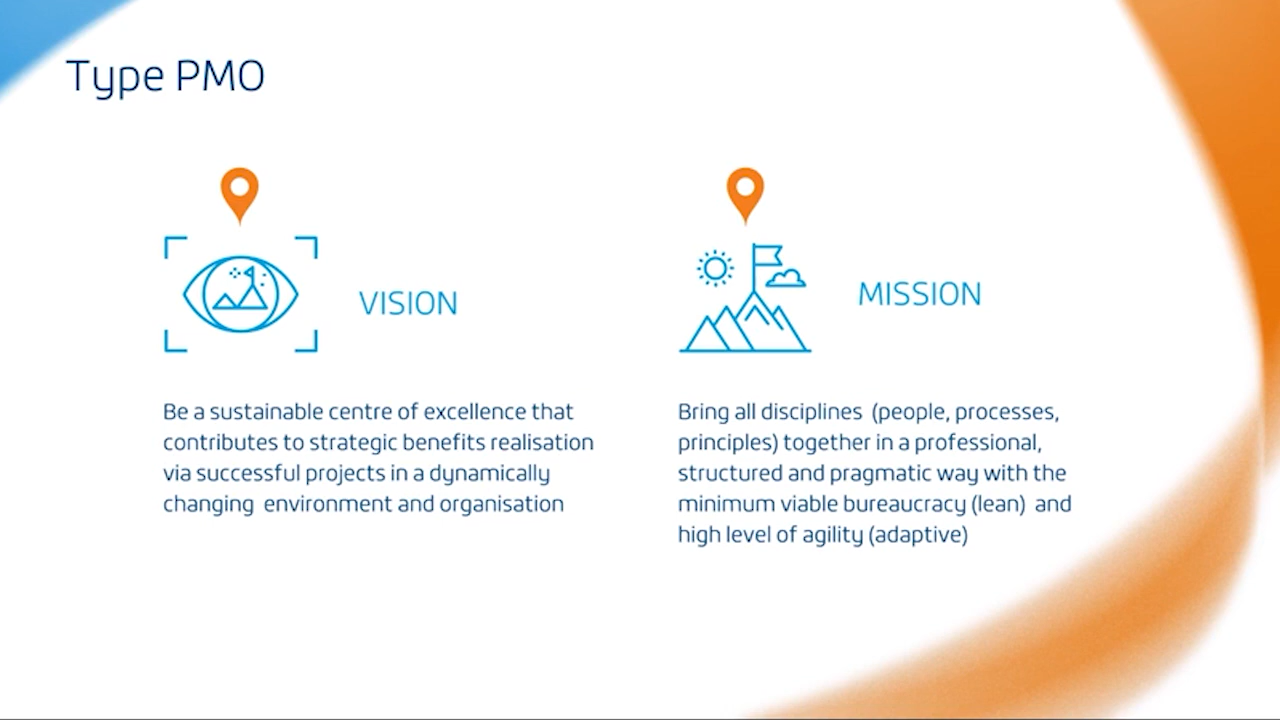 Type PMO
VISION
Be a sustainable centre of excellence that
contributes to strategic benefits realisation
via successful projects in a dynamically
changing  environment and organisation
MISSION
Bring all disciplines  (people, processes,
principles) together in a professional,
structured and pragmatic way with the
minimum viable bureaucracy (lean)  and
high level of agility (adaptive)